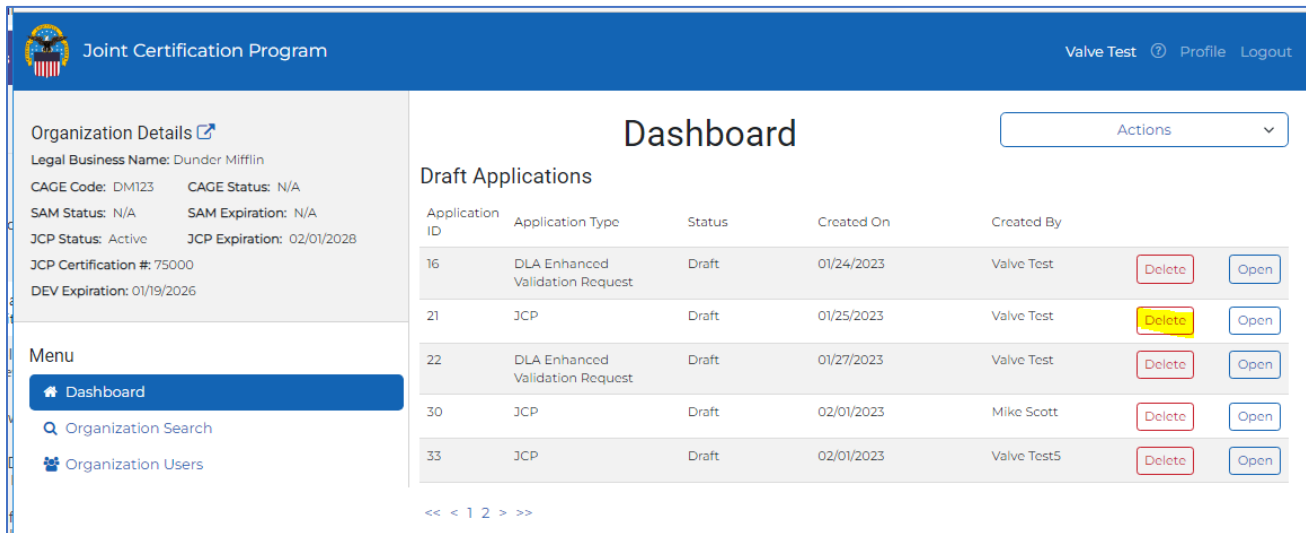 Joint Certification Program
Valve Test Profile Logout
Organization Details
Legal Business Name: Dunder Mifflin
CAGE Code: DM123 CAGE Status: N/A
SAM Status: N/A SAM Expiration: N/A
JCP Status: Active JCP Expiration: 02/01/2028
JCP Certification #: 75000
DEV Expiration: 01/19/2026
Menu
Dashboard
Organization Search
Organization Users
Dashboard
Actions
Draft Applications
Application ID Application Type Status Created On Created By
16 DLA Enhanced Validation Request Draft 01/24/2023 Valve Test Delete Open
21 JCP Draft 01/25/2023 Valve Test Delete Open
22 DLA Enhanced Validation Request Draft 01/27/2023 Valve Test Delete Open
30 JCP Draft 02/01/2023 Mike Scott Delete Open
33 JCP Draft 02/01/2023 Valve Test5 Delete Open
<< < 1 2 > >>